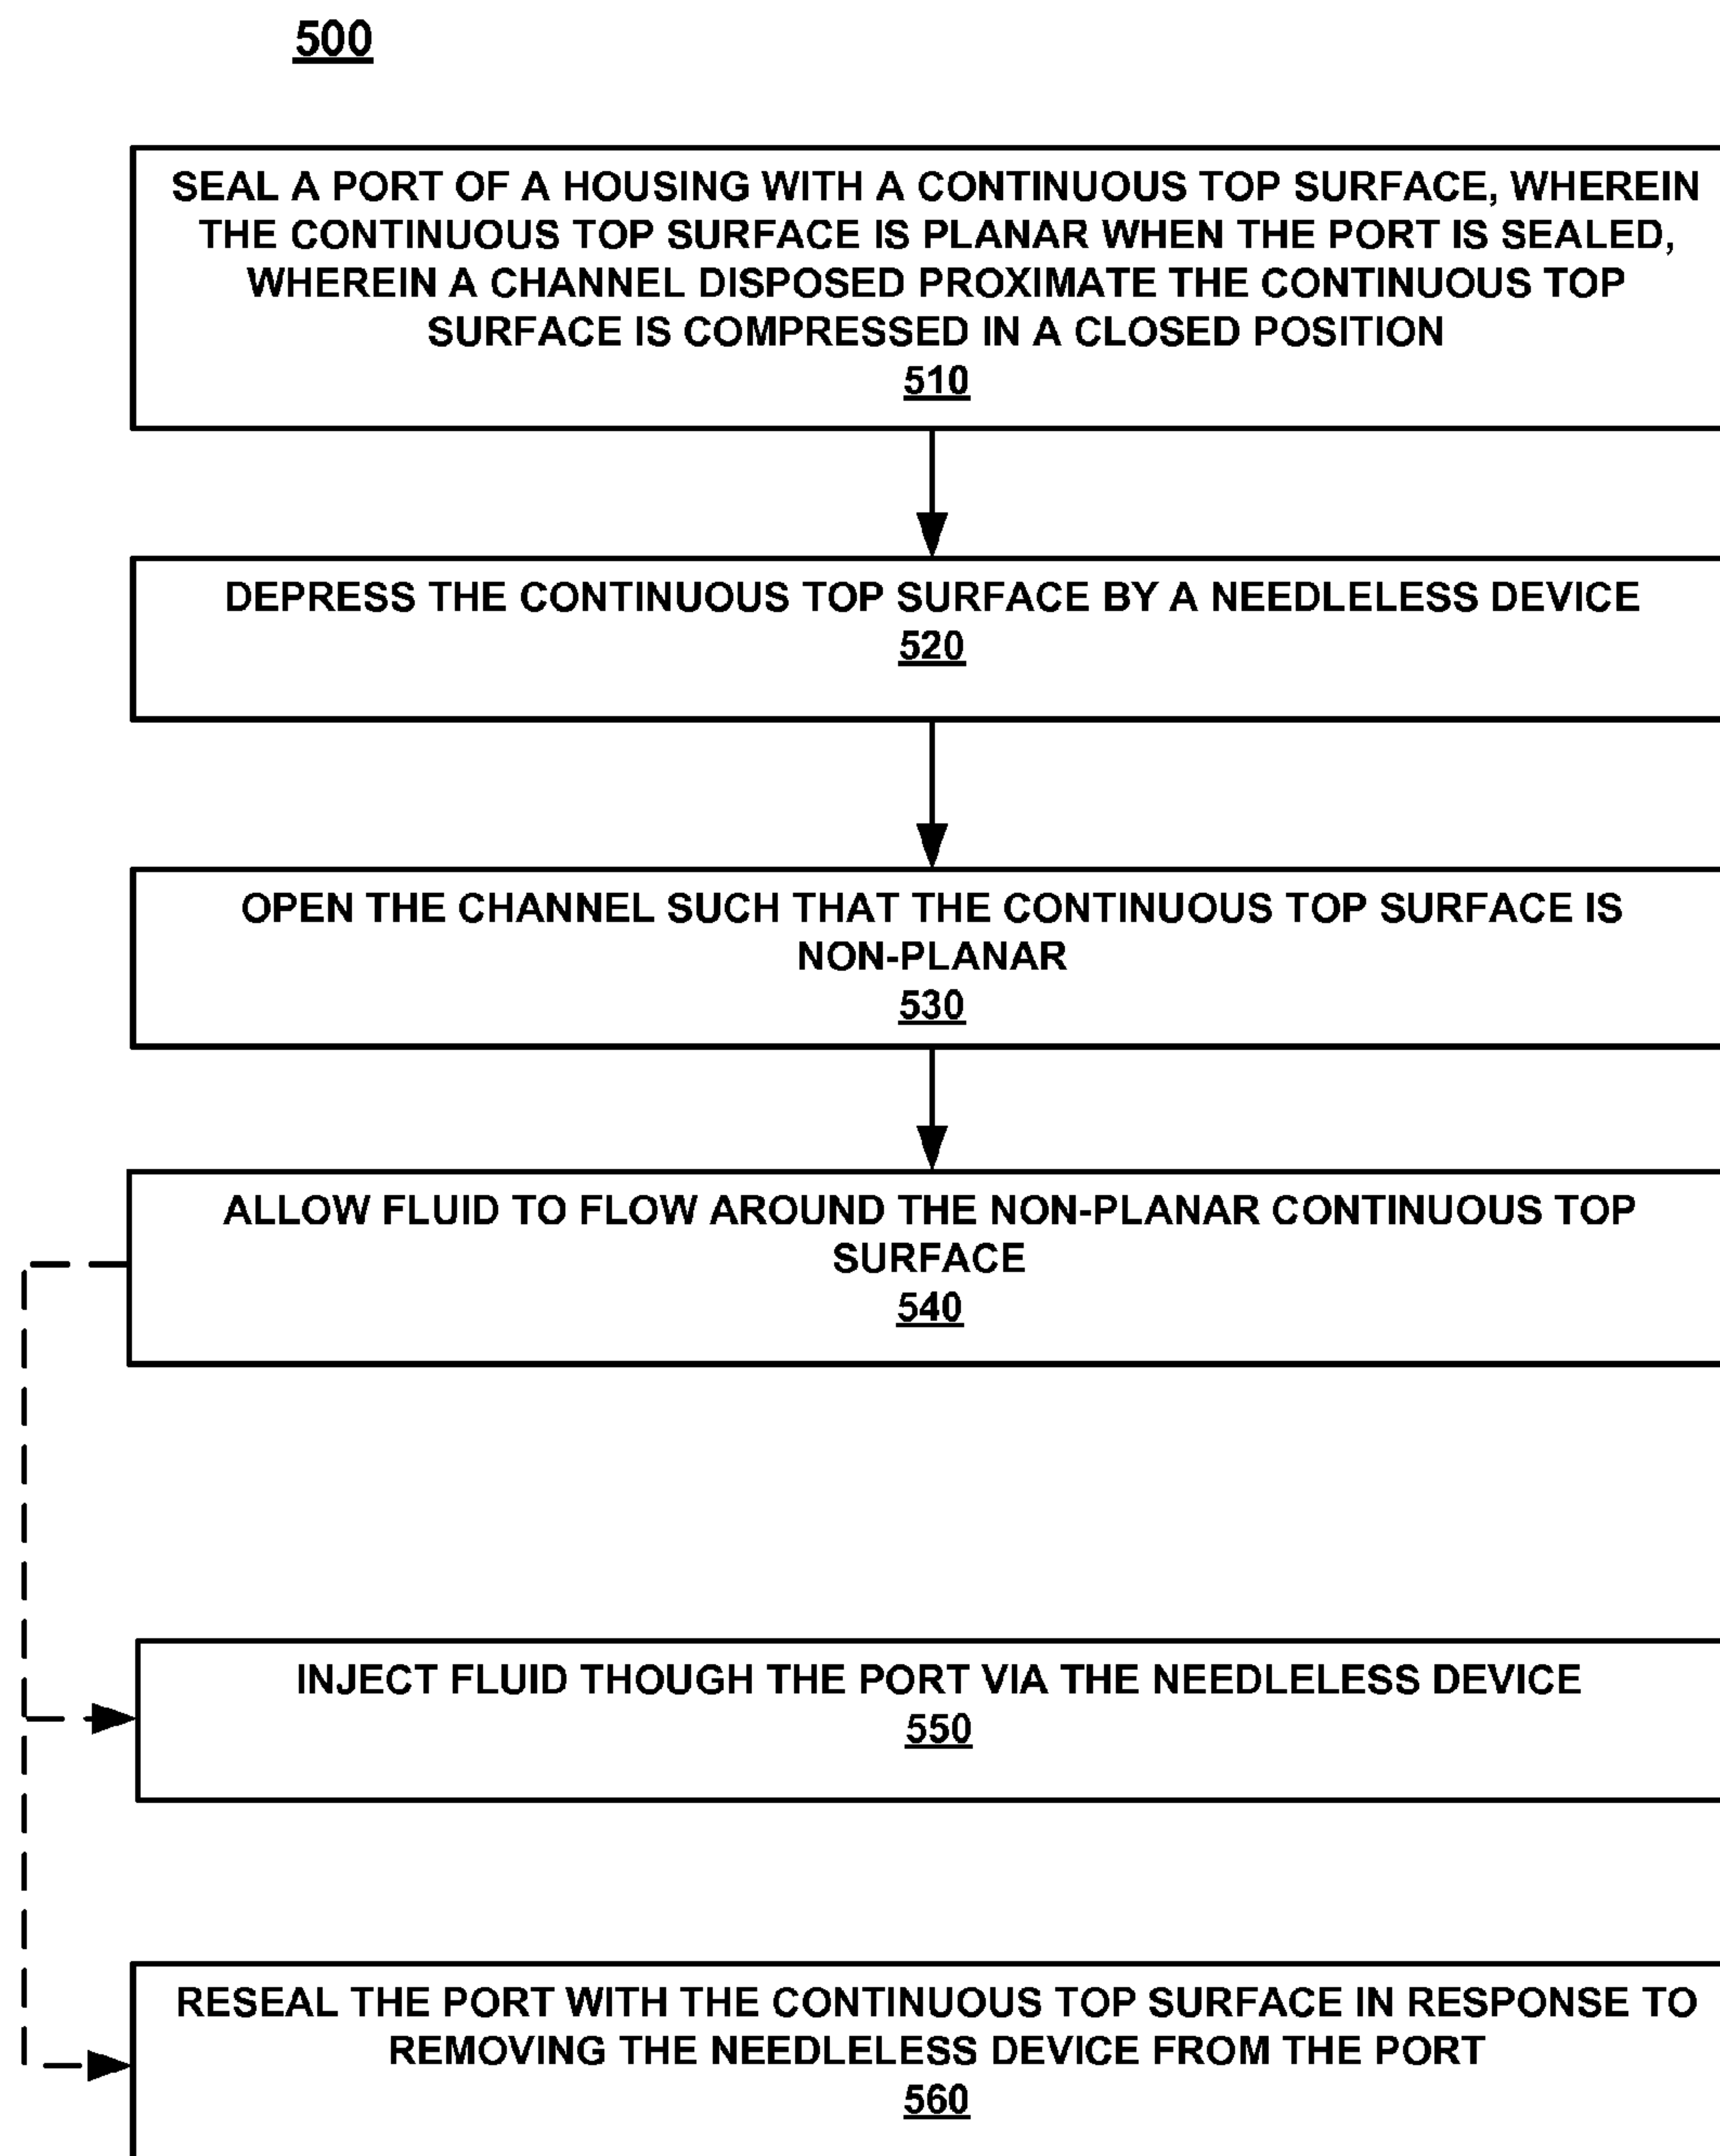 500
SEAL A PORT OF A HOUSING WITH A CONTINUOUS TOP SURFACE, WHEREIN
THE CONTINUOUS TOP SURFACE IS PLANAR WHEN THE PORT IS SEALED,
WHEREIN A CHANNEL DISPOSED PROXIMATE THE CONTINUOUS TOP
SURFACE IS COMPRESSED IN A CLOSED POSITION
510
DEPRESS THE CONTINUOUS TOP SURFACE BY A NEEDLELESS DEVICE
520
OPEN THE CHANNEL SUCH THAT THE CONTINUOUS TOP SURFACE IS
NON-PLANAR
530
ALLOW FLUID TO FLOW AROUND THE NON-PLANAR CONTINUOUS TOP
SURFACE
540
INJECT FLUID THOUGH THE PORT VIA THE NEEDLELESS DEVICE
550
RESEAL THE PORT WITH THE CONTINUOUS TOP SURFACE IN RESPONSE TO
REMOVING THE NEEDLELESS DEVICE FROM THE PORT
560